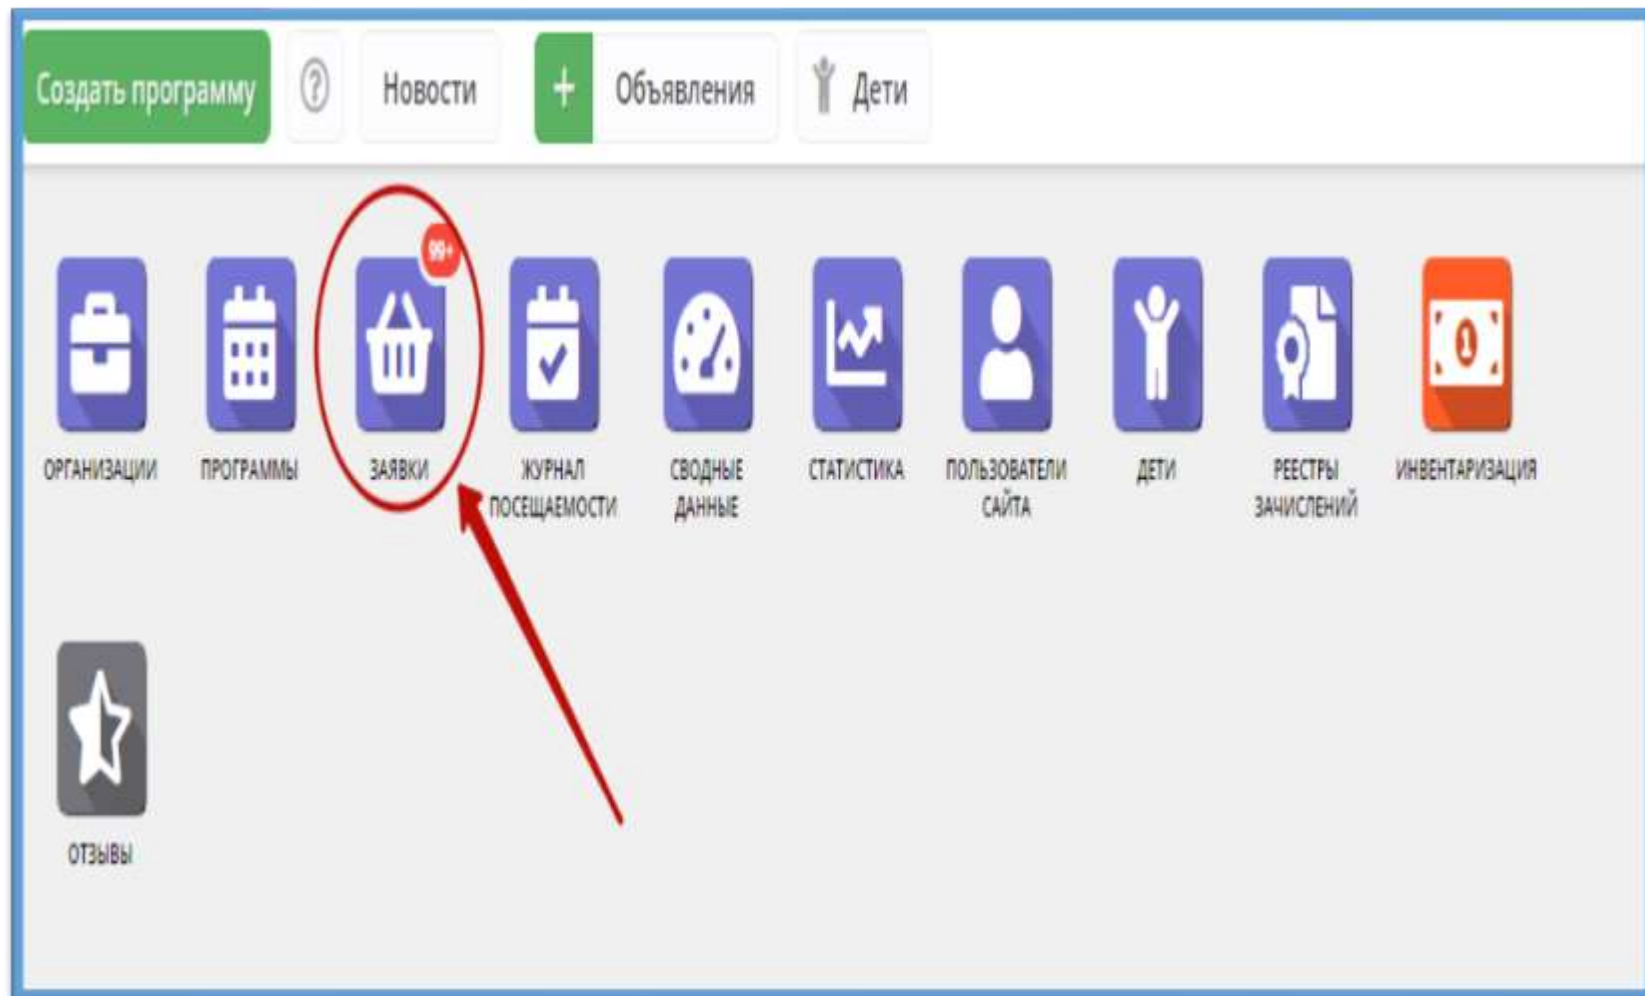 Создать программу
?
Новости
+
Объявления
Дети
99+
1
ОРГАНИЗАЦИИ
ПРОГРАММЫ
ЗАЯВКИ
ЖУРНАЛ
ПОСЕЩАЕМОСТИ
СВОДНЫЕ
ДАННЫЕ
СТАТИСТИКА
ПОЛЬЗОВАТЕЛИ
САЙТА
ДЕТИ
РЕЕСТРЫ
ЗАЧИСЛЕНИЙ
ИНВЕНТАРИЗАЦИЯ
ОТЗЫВЫ